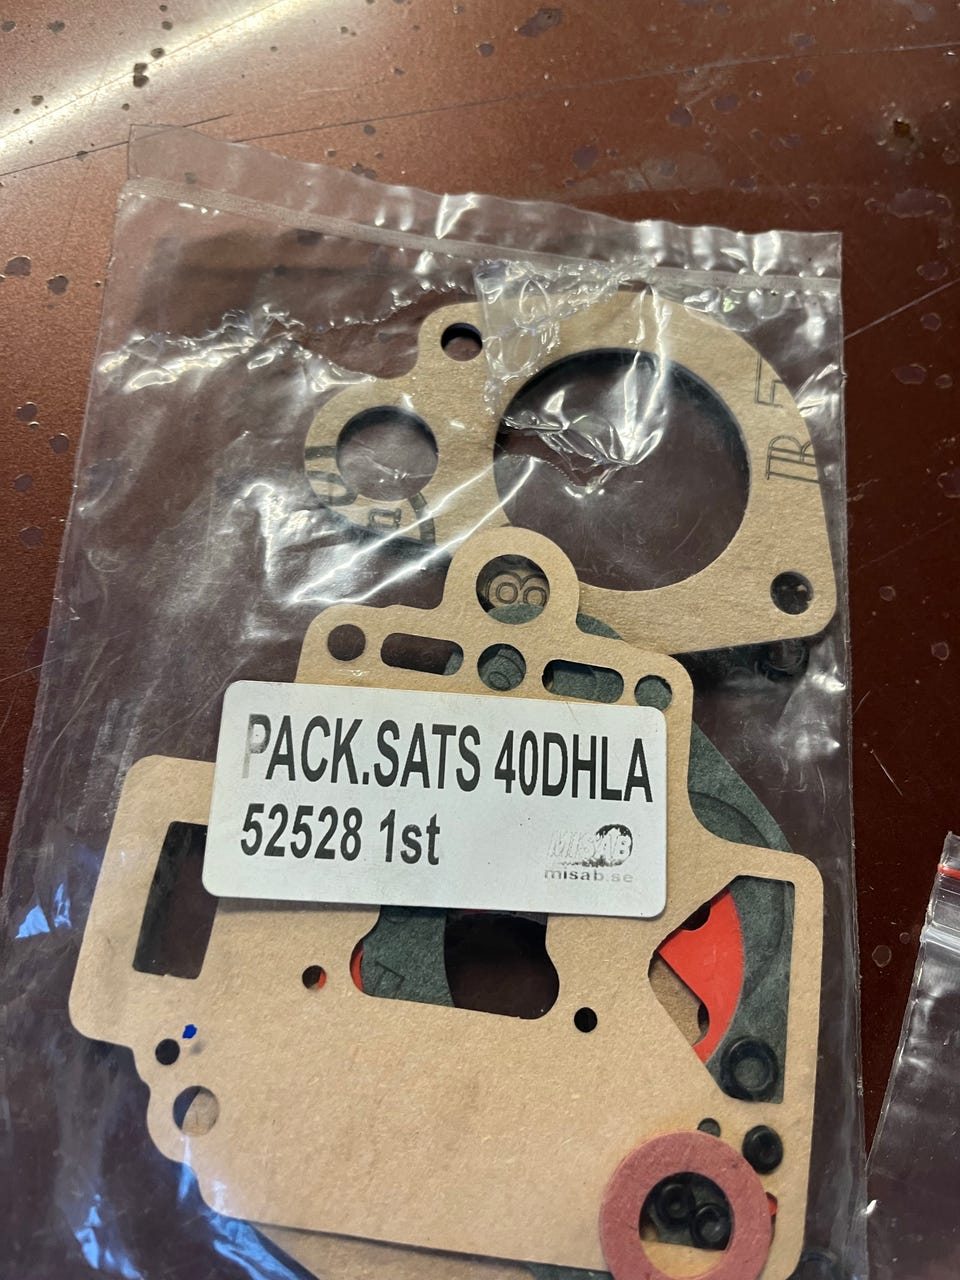 PACK.SATS 40DHLA
52528 1st
MISAB
misab.se